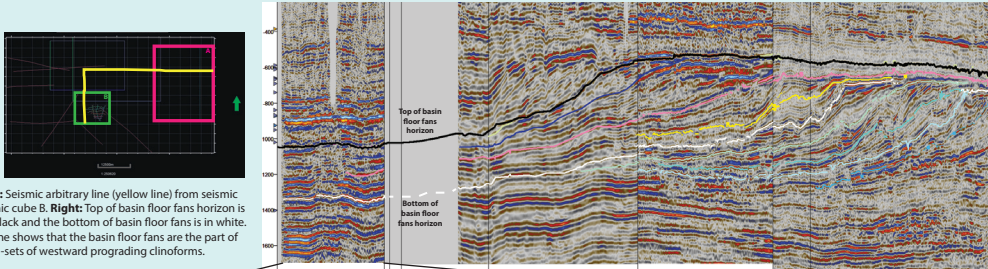 A
B
: Seismic arbitrary line (yellow line) from seismic
ic cube B. Right: Top of basin floor fans horizon is
lack and the bottom of basin floor fans is in white.
ne shows that the basin floor fans are the part of
-sets of westward prograding clinoforms.
400
600
800
1000
1200
1400
1600
Top of basin
floor fans
horizon
Bottom of
basin floor
fans horizon